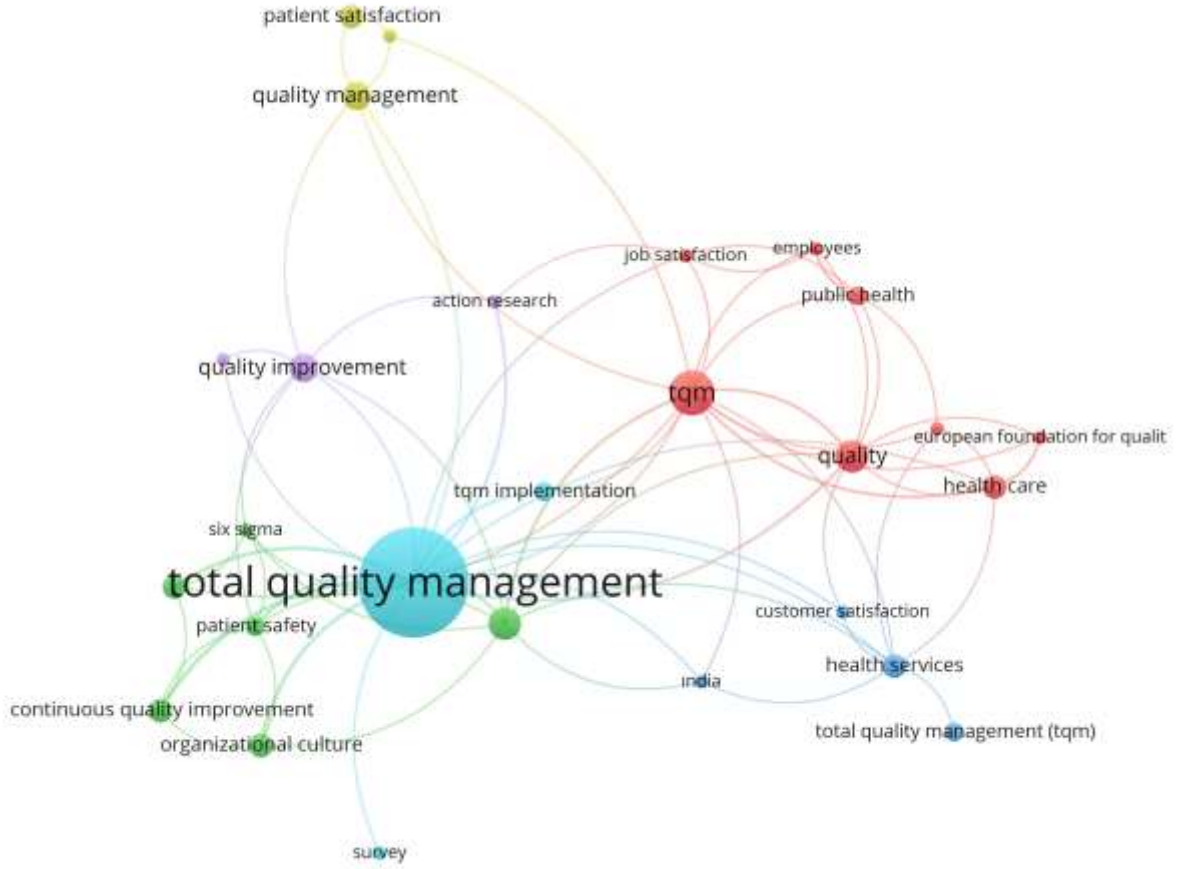 patient satisfaction
quality management
employees
job satisfaction
public health
action research
quality improvement
tqm
european foundation for qualit
quality
health care
tqm implementation
six sigma
total quality management
customer satisfaction
patient safety
health services
india
continuous quality improvement
total quality management (tqm)
organizational culture
survey